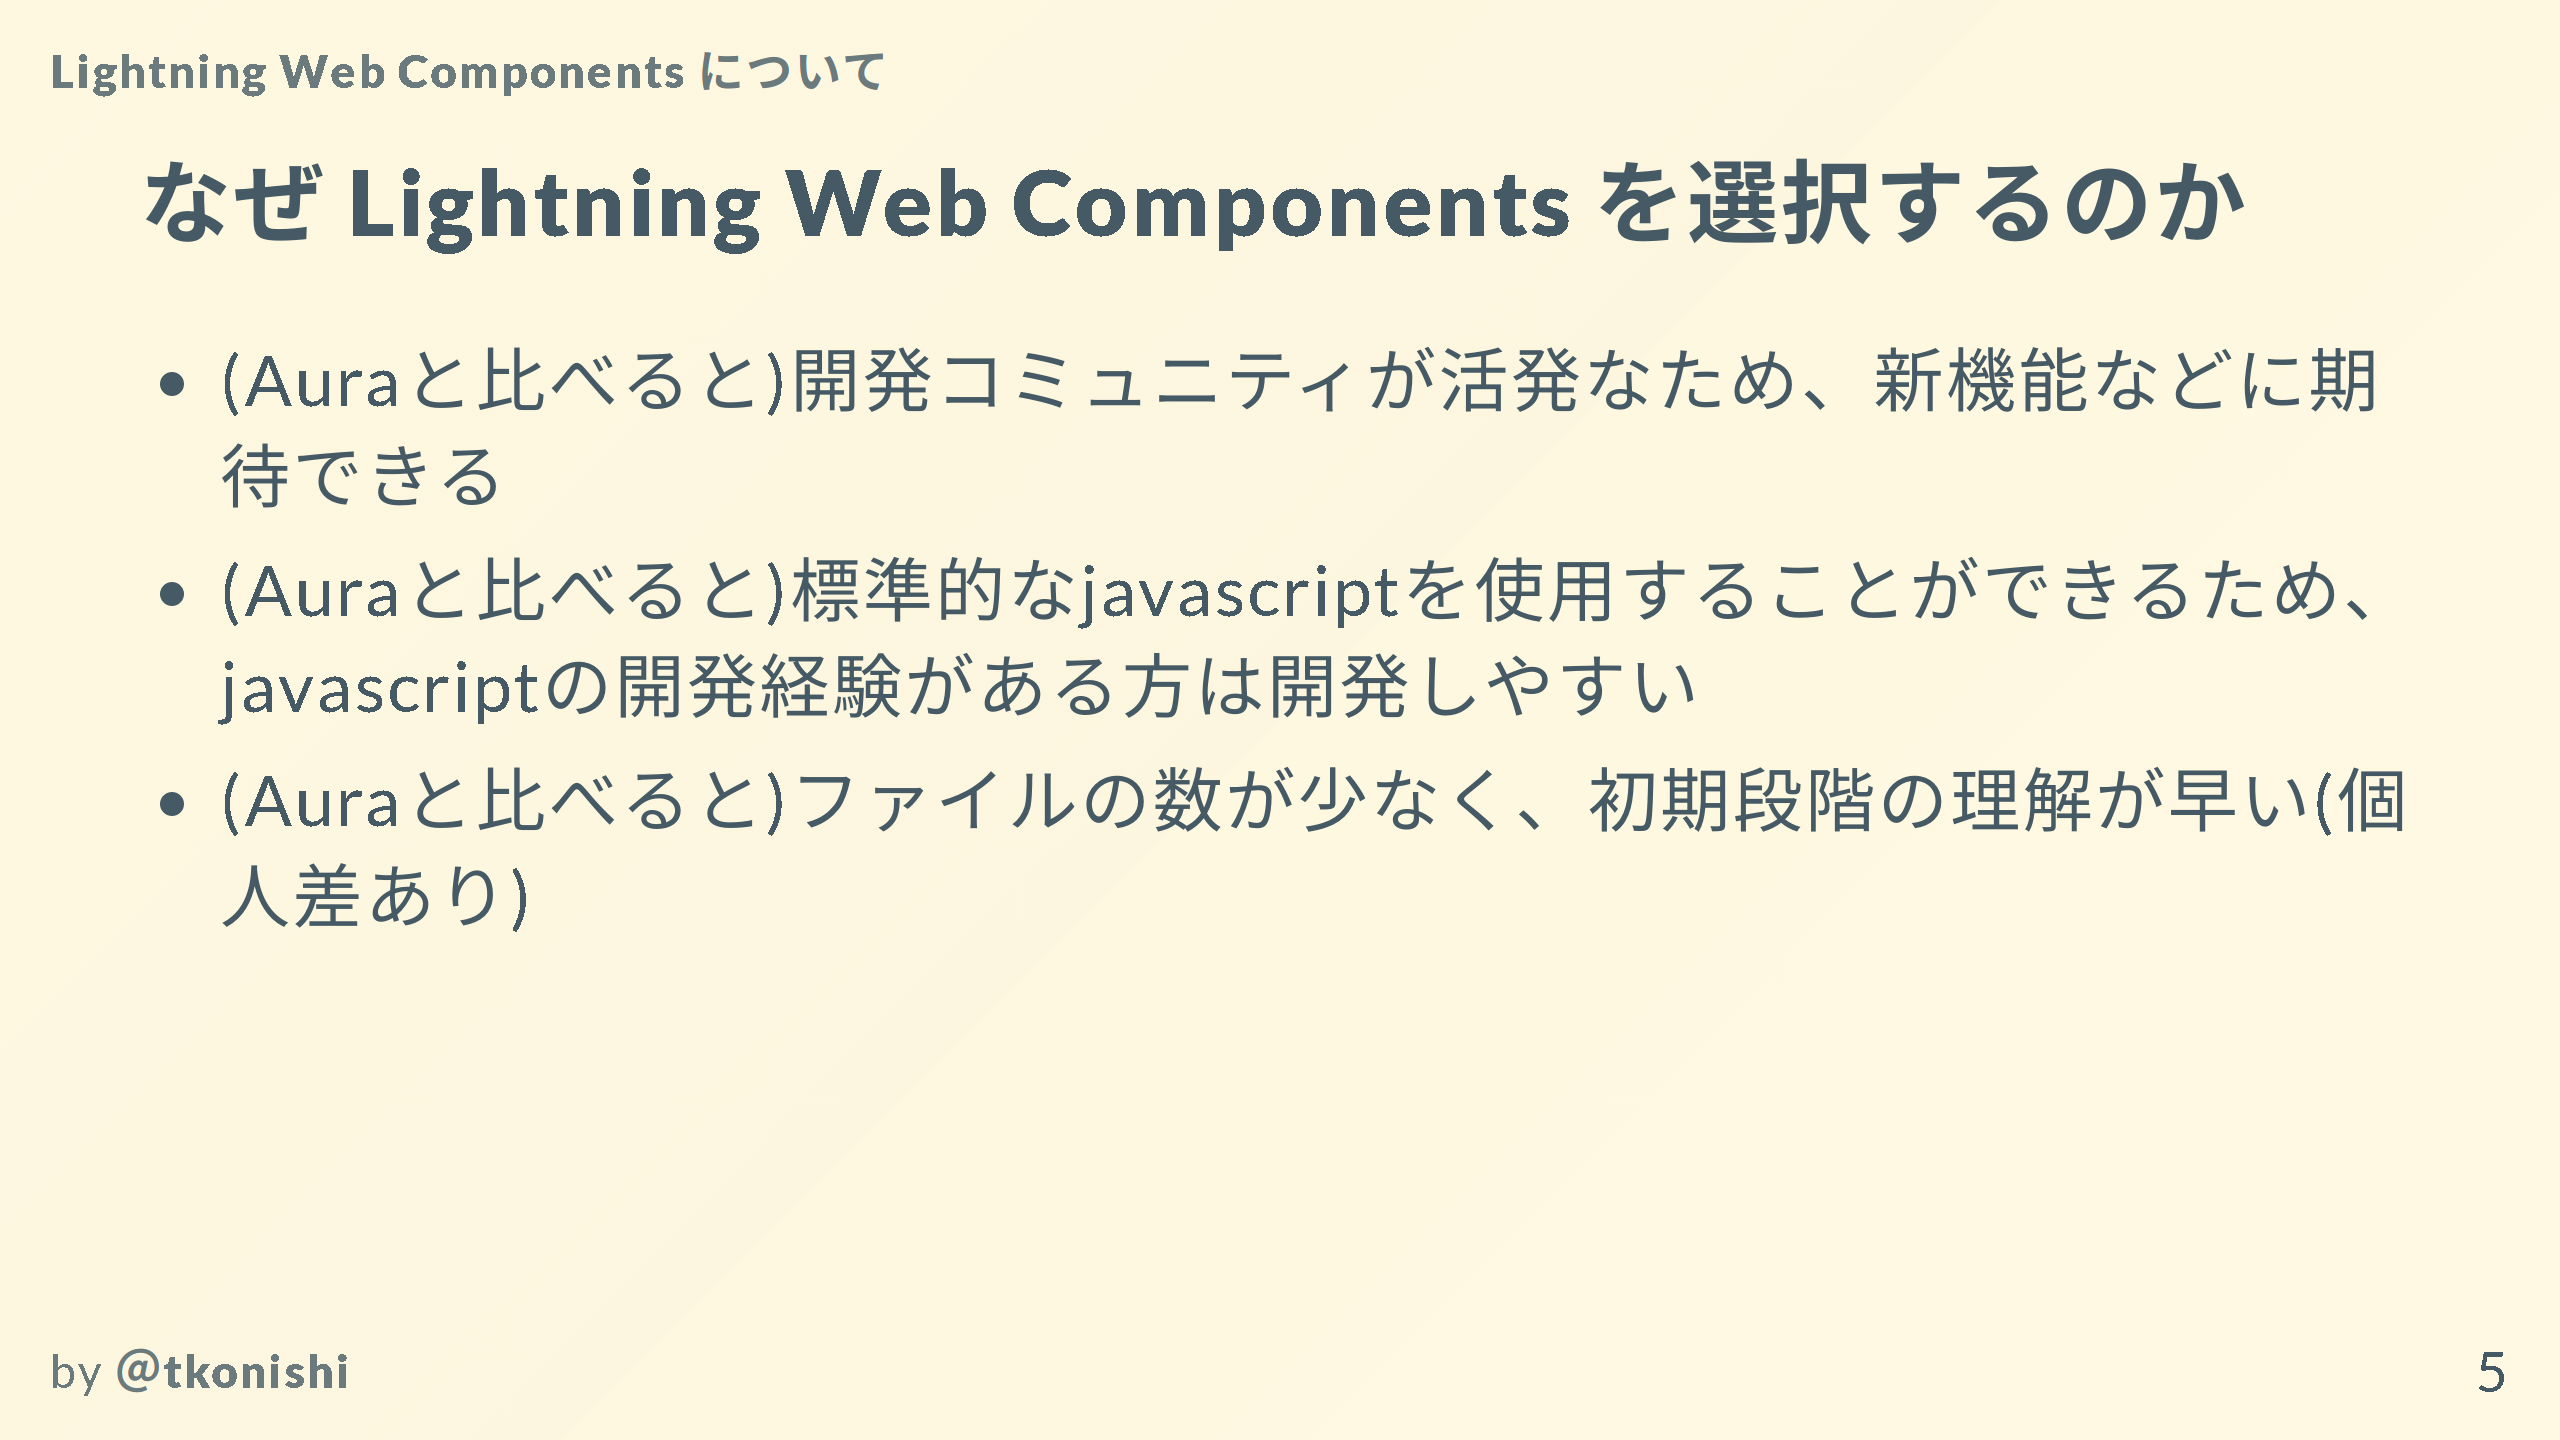 Lightning Web Components について
なぜ Lightning Web Components を選択するのか
• (Auraと比べると)開発コミュニティが活発なため、新機能などに期
待できる
• (Auraと比べると)標準的なjavascriptを使用することができるため、
javascriptの開発経験がある方は開発しやすい
• (Auraと比べると)ファイルの数が少なく、初期段階の理解が早い(個
人差あり)
by @tkonishi
5